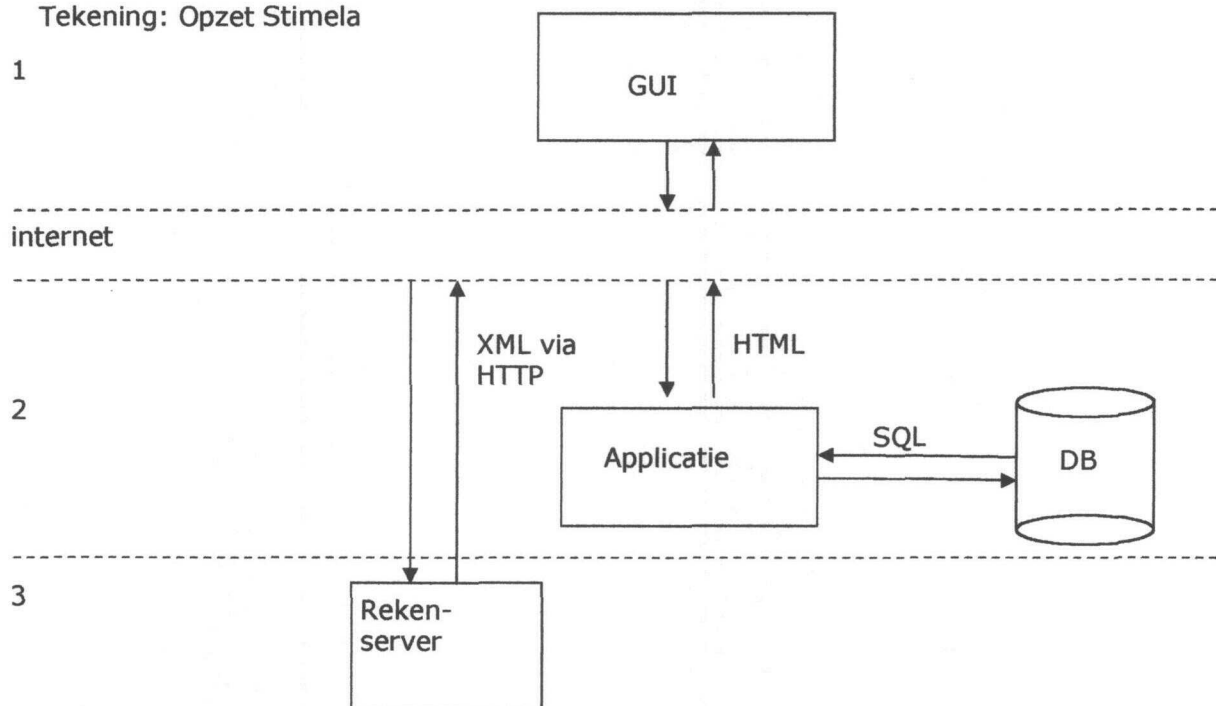 Tekening: Opzet Stimela
1
GUI
internet
XML via
HTTP
HTML
2
Applicatie
SQL
DB
3
Reken-
server